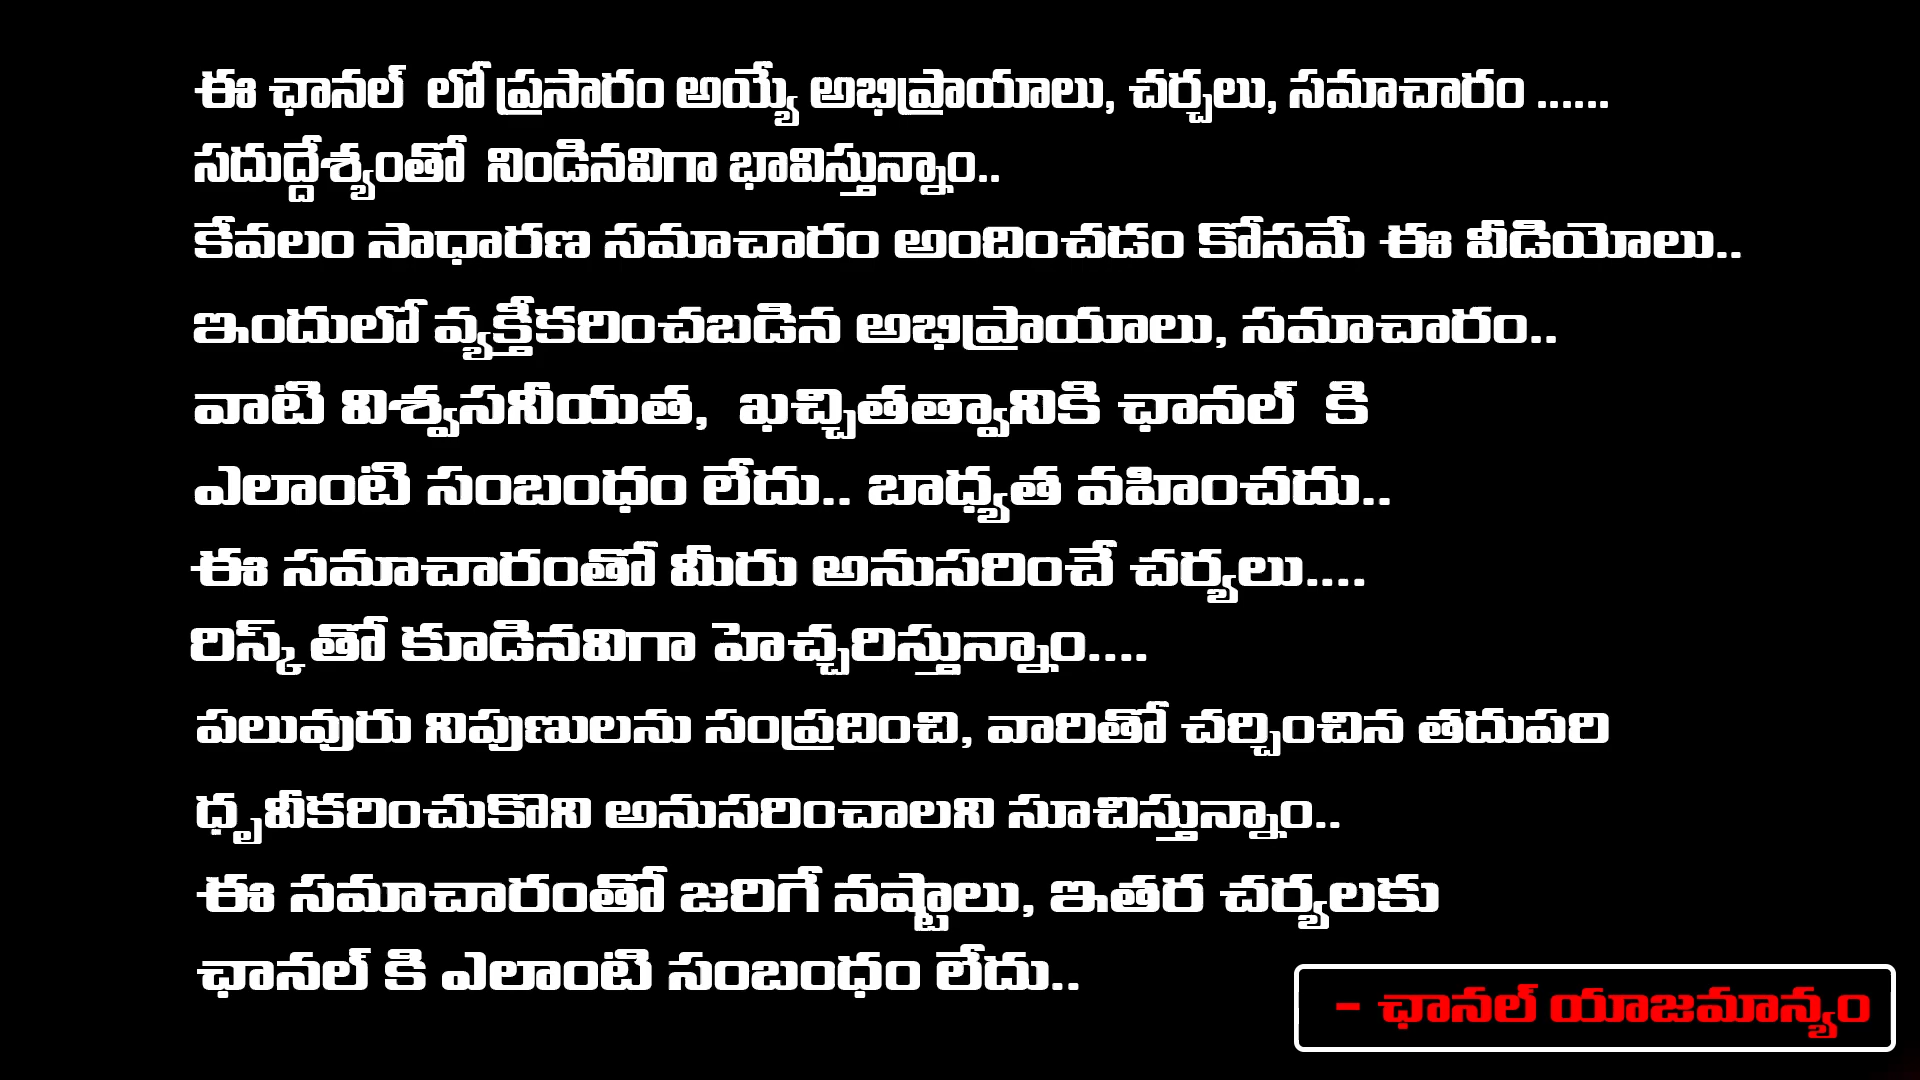 ఈ ఛానల్ లో ప్రసారం అయ్యే అభిప్రాయాలు, చర్చలు, సమాచారం ......
సదుద్దేశ్యంతో నిండినవిగా భావిస్తున్నాం..
కేవలం సాధారణ సమాచారం అందించడం కోసమే ఈ వీడియోలు..
ఇందులో వ్యక్తీకరించబడిన అభిప్రాయాలు, సమాచారం..
వాటి విశ్వసనీయత, ఖచ్చితత్వానికి ఛానల్ కి
ఎలాంటి సంబంధం లేదు.. బాధ్యత వహించదు..
ఈ సమాచారంతో మీరు అనుసరించే చర్యలు....
రిస్క్ తో కూడినవిగా హెచ్చరిస్తున్నాం....
పలువురు నిపుణులను సంప్రదించి, వారితో చర్చించిన తదుపరి
ధృవీకరించుకొని అనుసరించాలని సూచిస్తున్నాం..
ఈ సమాచారంతో జరిగే నష్టాలు, ఇతర చర్యలకు
ఛానల్ కి ఎలాంటి సంబంధం లేదు..
- ఛానల్ యాజమాన్యం